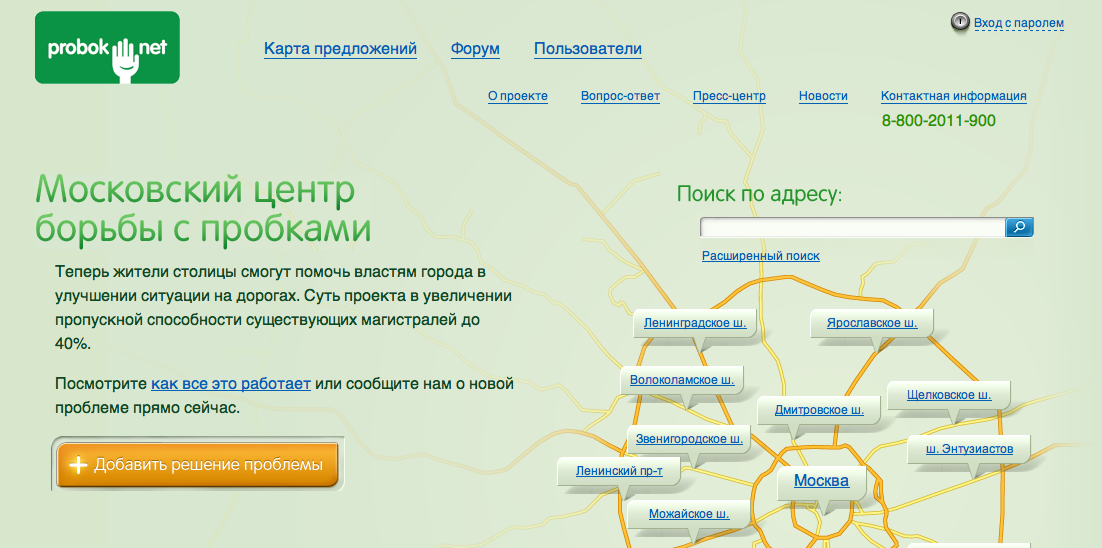 probok net
Вход с паролем
Карта предложений Форум Пользователи
О проекте Вопрос-ответ Пресс-центр Новости Контактная информация
8-800-2011-900
Московский центр
борьбы с пробками
Теперь жители столицы смогут помочь властям города в
улучшении ситуации на дорогах. Суть проекта в увеличении
пропускной способности существующих магистралей до
40%.
Посмотрите как все это работает или сообщите нам о новой
проблеме прямо сейчас.
+ Добавить решение проблемы
Поиск по адресу:
Расширенный поиск
Ленинградское ш.
Ярославское ш.
Волоколамское ш.
Щелковское ш.
Дмитровское ш.
Звенигородское ш.
ш. Энтузиастов
Ленинский пр-т
Москва
Можайское ш.